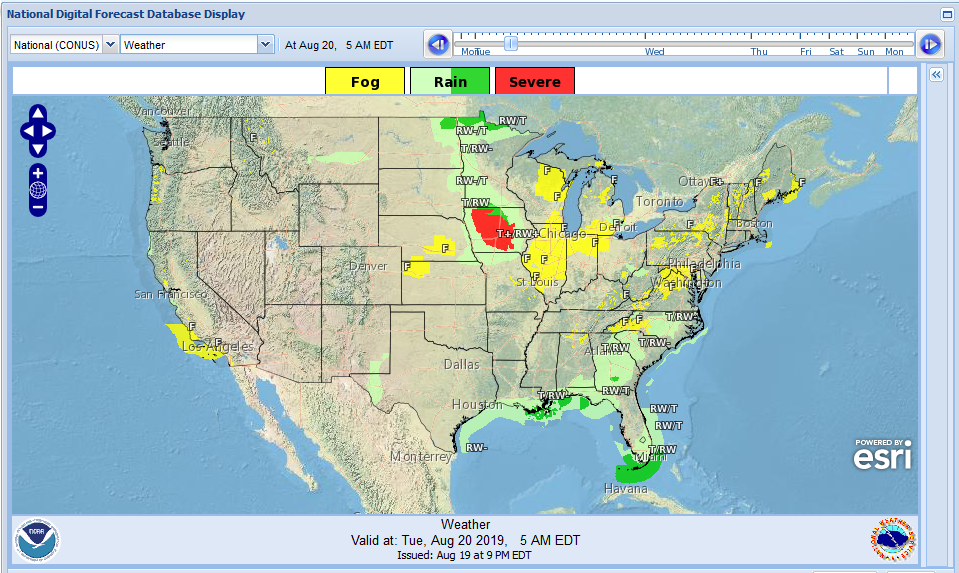 National Digital Forecast Database Display
National (CONUS) Weather At Aug 20, 5 AM EDT
Mon Tue Wed Thu Fri Sat Sun Mon
Fog Rain Severe
Vancouver
Seattle
F
RW/T
RW-/T
T/RW-
RW-/T
T/RW
T+/RW+
F
F
F
Ottawa
F+
F
F
Toronto
Boston
F
Chicago
Detroit
F
F
F
F
F
F
F
Denver
F
F
St Louis
Philadelphia
Washington
F
F
F
San Francisco
F
F
Los Angeles
F
F
T/RW-
T/RW-
Atlanta
T/RW
Dallas
RW/T
T/RW-
Houston
RW/T
RW/T
T/RW
Miami
RW-
Monterrey
Havana
POWERED BY
esri
NOAA
Weather
Valid at: Tue, Aug 20 2019, 5 AM EDT
Issued: Aug 19 at 9 PM EDT